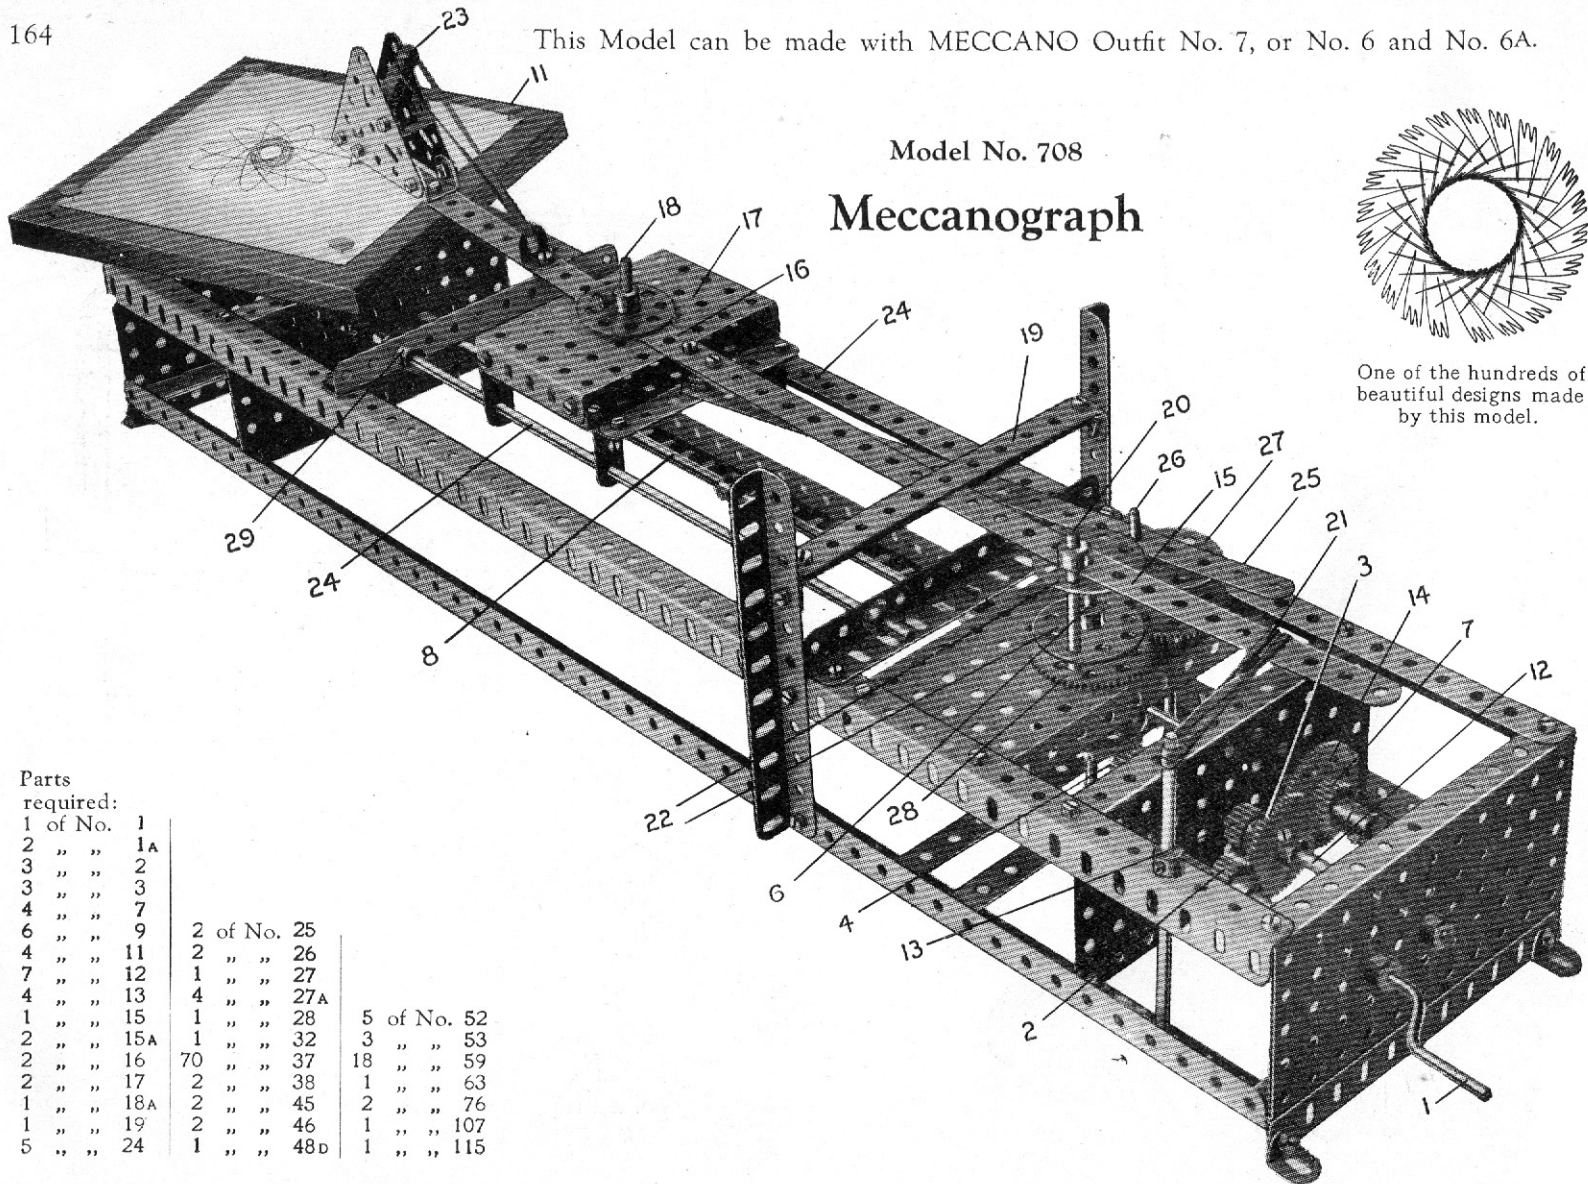 164
This Model can be made with MECCANO Outfit No. 7, or No. 6 and No. 6A.
Model No. 708
Meccanograph
One of the hundreds of
beautiful designs made
by this model.
23
11
18
17
16
24
19
20
26
27
15
25
21
3
14
7
12
29
24
8
22
28
6
4
13
2
1
Parts
required:
1 of No. 1
2 „ „ 1A
3 „ „ 2
3 „ „ 3
4 „ „ 7
6 „ „ 9
4 „ „ 11
7 „ „ 12
4 „ „ 13
1 „ „ 15
2 „ „ 15A
2 „ „ 16
2 „ „ 17
1 „ „ 18A
1 „ „ 19
5 „ „ 24
2 of No. 25
2 „ „ 26
1 „ „ 27
4 „ „ 27A
1 „ „ 28
1 „ „ 32
70 „ „ 37
2 „ „ 38
2 „ „ 45
2 „ „ 46
1 „ „ 48D
5 of No. 52
3 „ „ 53
18 „ „ 59
1 „ „ 63
2 „ „ 76
1 „ „ 107
1 „ „ 115